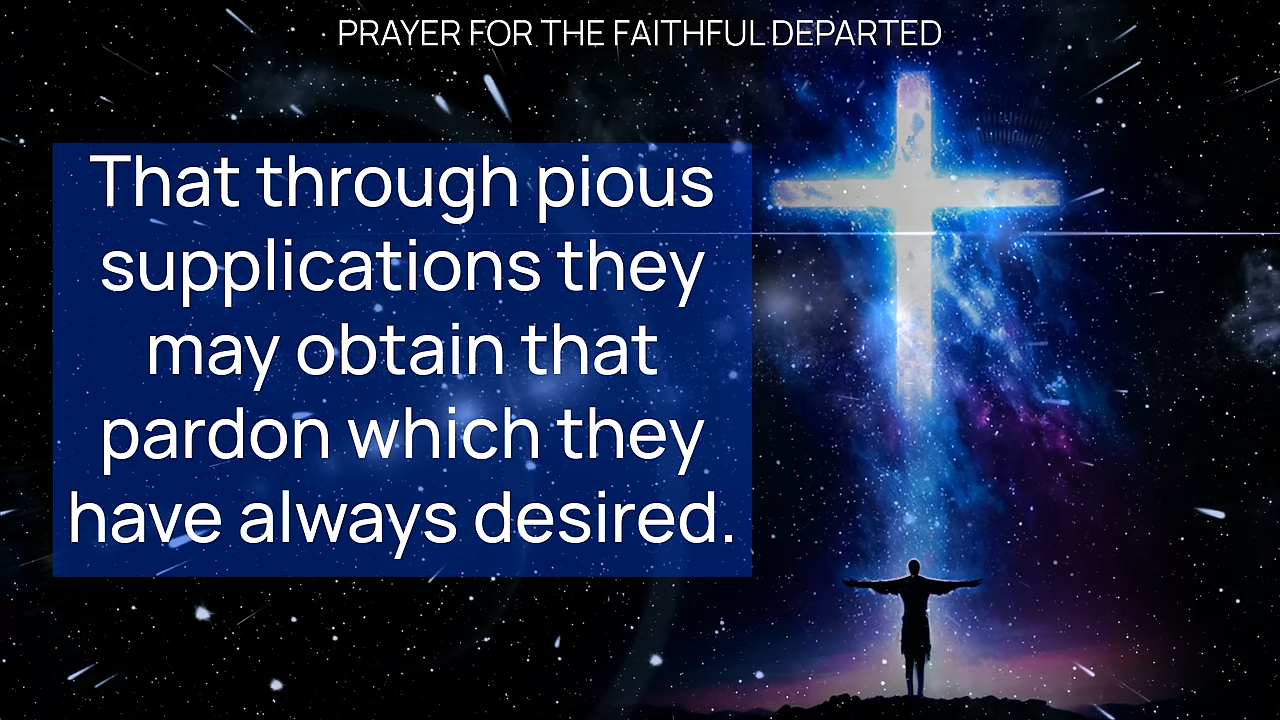 PRAYER FOR THE FAITHFUL DEPARTED
That through pious
supplications they
may obtain that
pardon which they
have always desired.